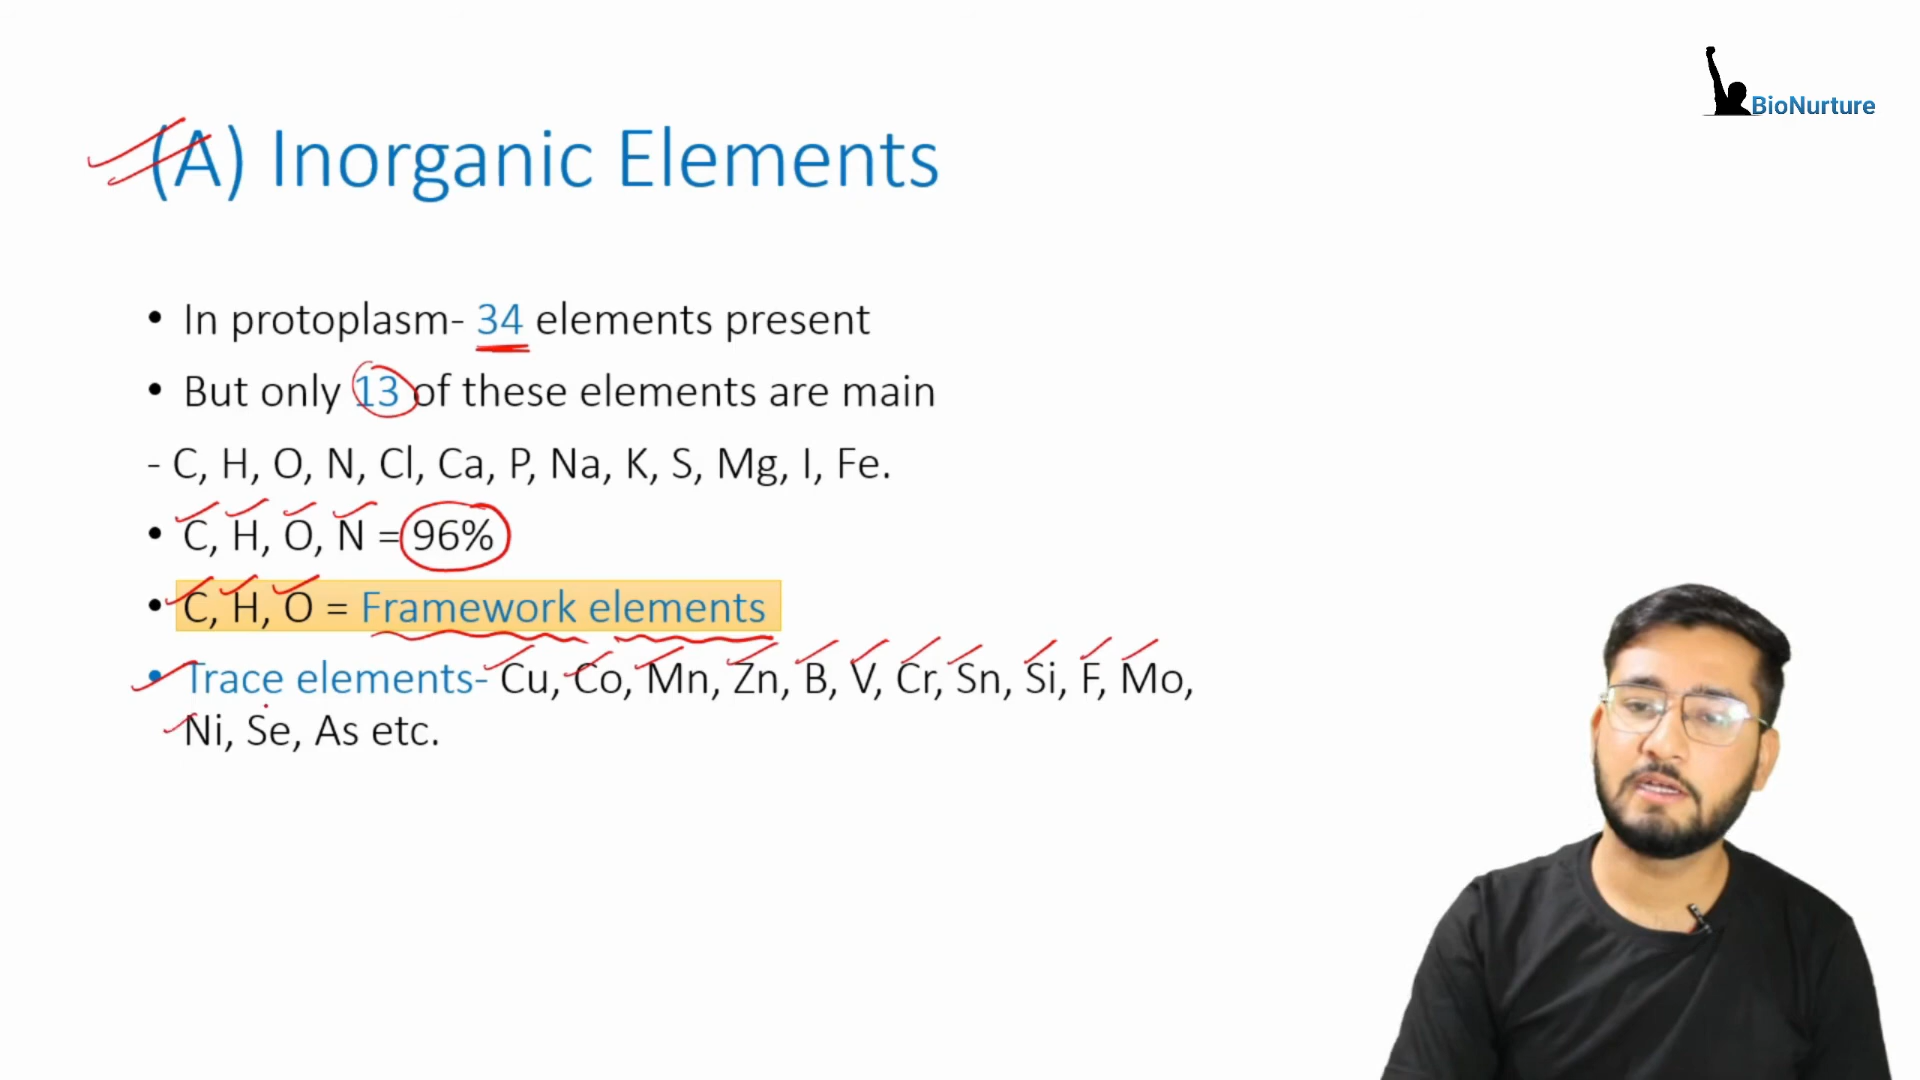 BioNurture
(A) Inorganic Elements
• In protoplasm- 34 elements present
• But only 13 of these elements are main
- C, H, O, N, Cl, Ca, P, Na, K, S, Mg, I, Fe.
• C, H, O, N = 96%
• C, H, O = Framework elements
• Trace elements- Cu, Co, Mn, Zn, B, V, Cr, Sn, Si, F, Mo,
Ni, Se, As etc.